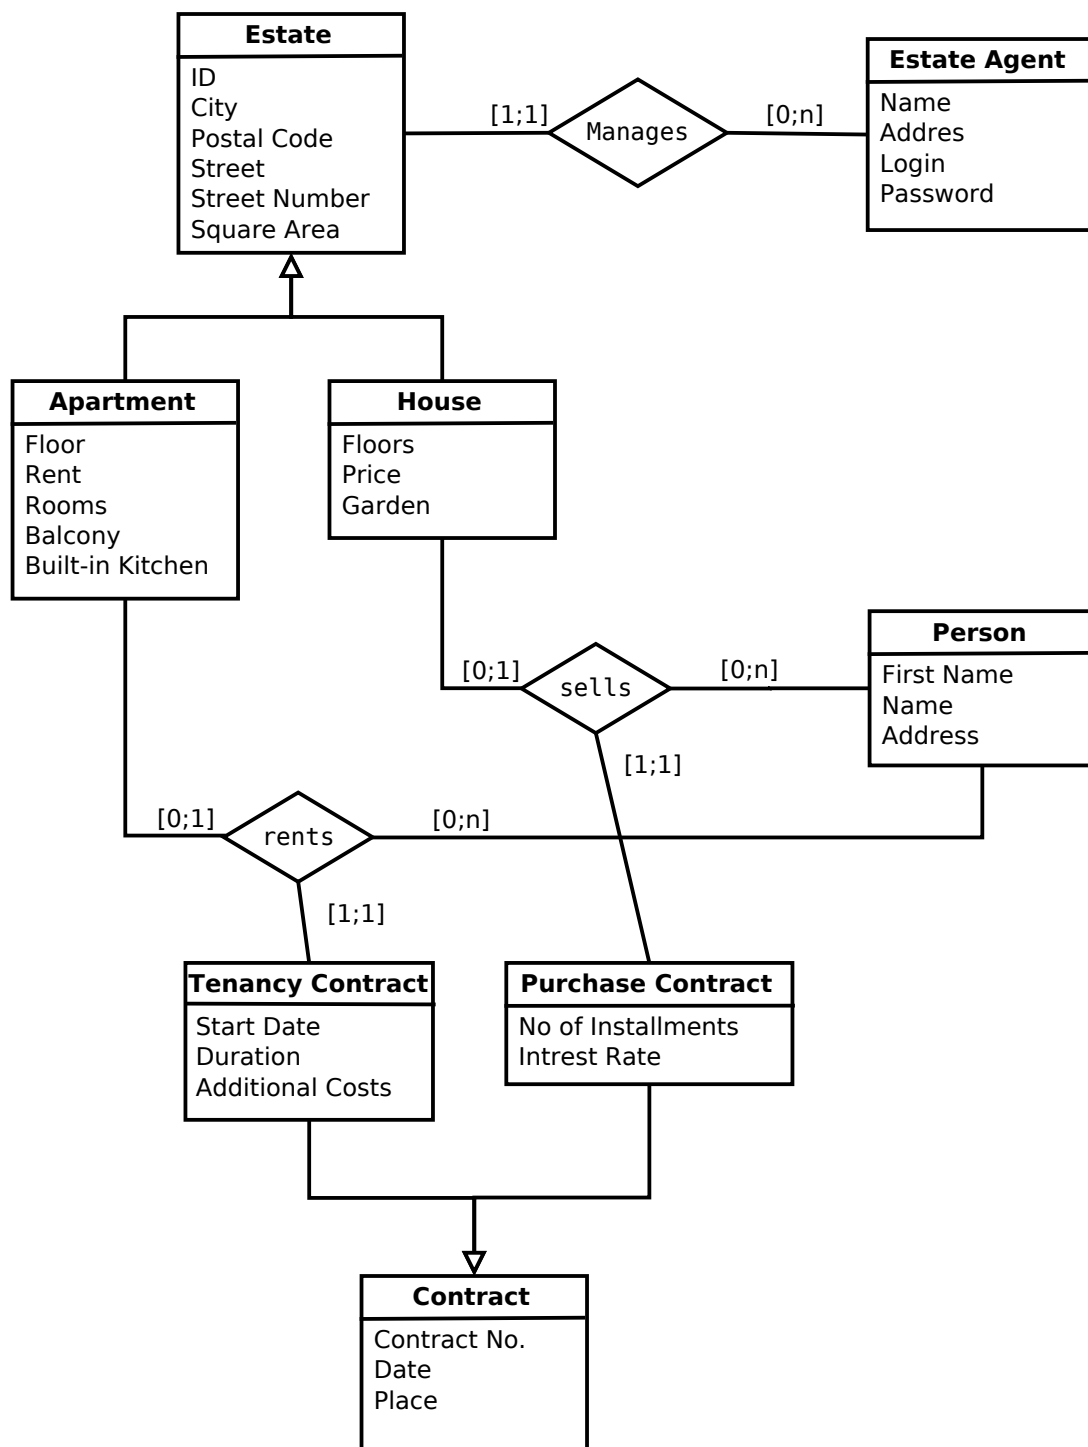 Estate
ID
City
Postal Code
Street
Street Number
Square Area
[1;1]
Manages
[0;n]
Estate Agent
Name
Addres
Login
Password
Apartment
Floor
Rent
Rooms
Balcony
Built-in Kitchen
House
Floors
Price
Garden
[0;1]
sells
[0;n]
[1;1]
Person
First Name
Name
Address
[0;1]
rents
[0;n]
[1;1]
Tenancy Contract
Start Date
Duration
Additional Costs
Purchase Contract
No of Installments
Intrest Rate
Contract
Contract No.
Date
Place